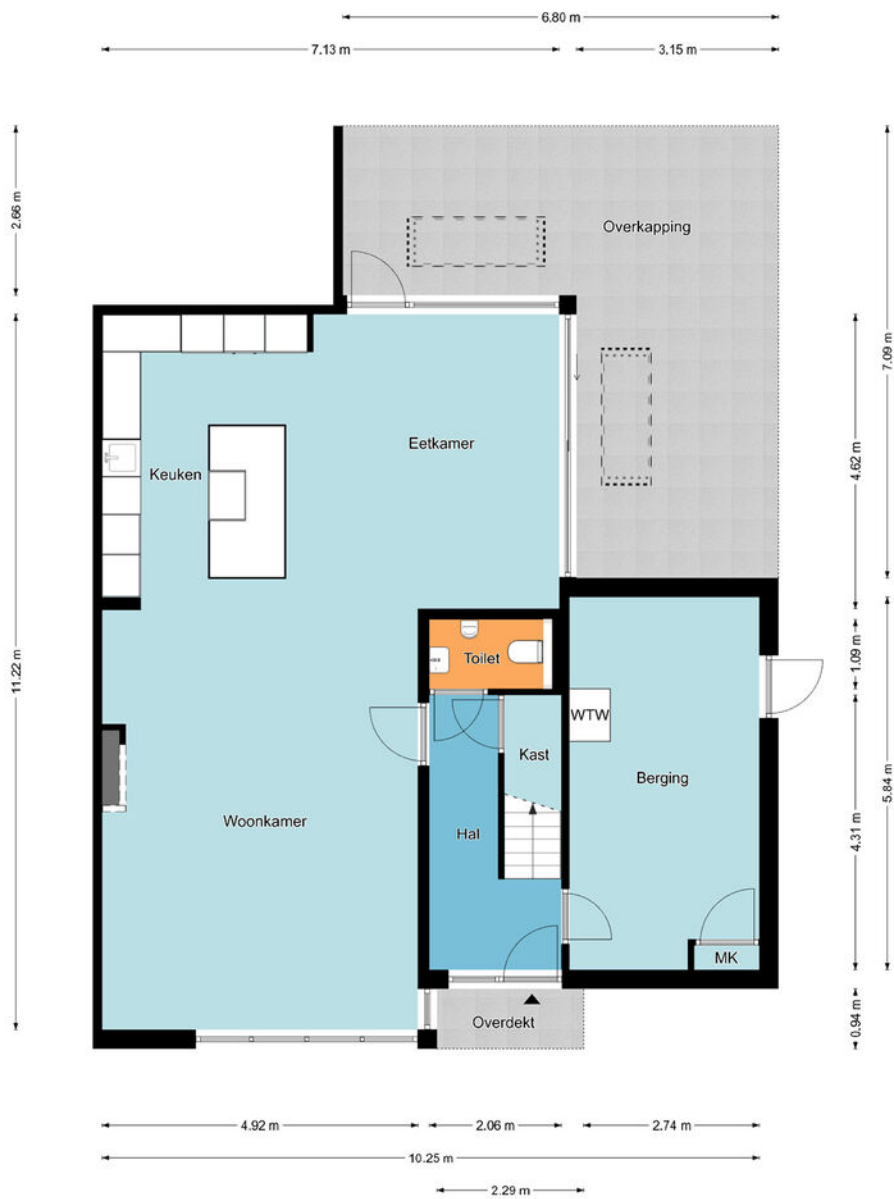 6.80 m
7.13 m
3.15 m
2.66 m
7.09 m
Overkapping
Eetkamer
Keuken
4.62 m
11.22 m
Toilet
1.09 m
WTW
Kast
Berging
5.84 m
Woonkamer
Hal
4.31 m
MK
Overdekt
0.94 m
4.92 m
2.06 m
2.74 m
10.25 m
2.29 m